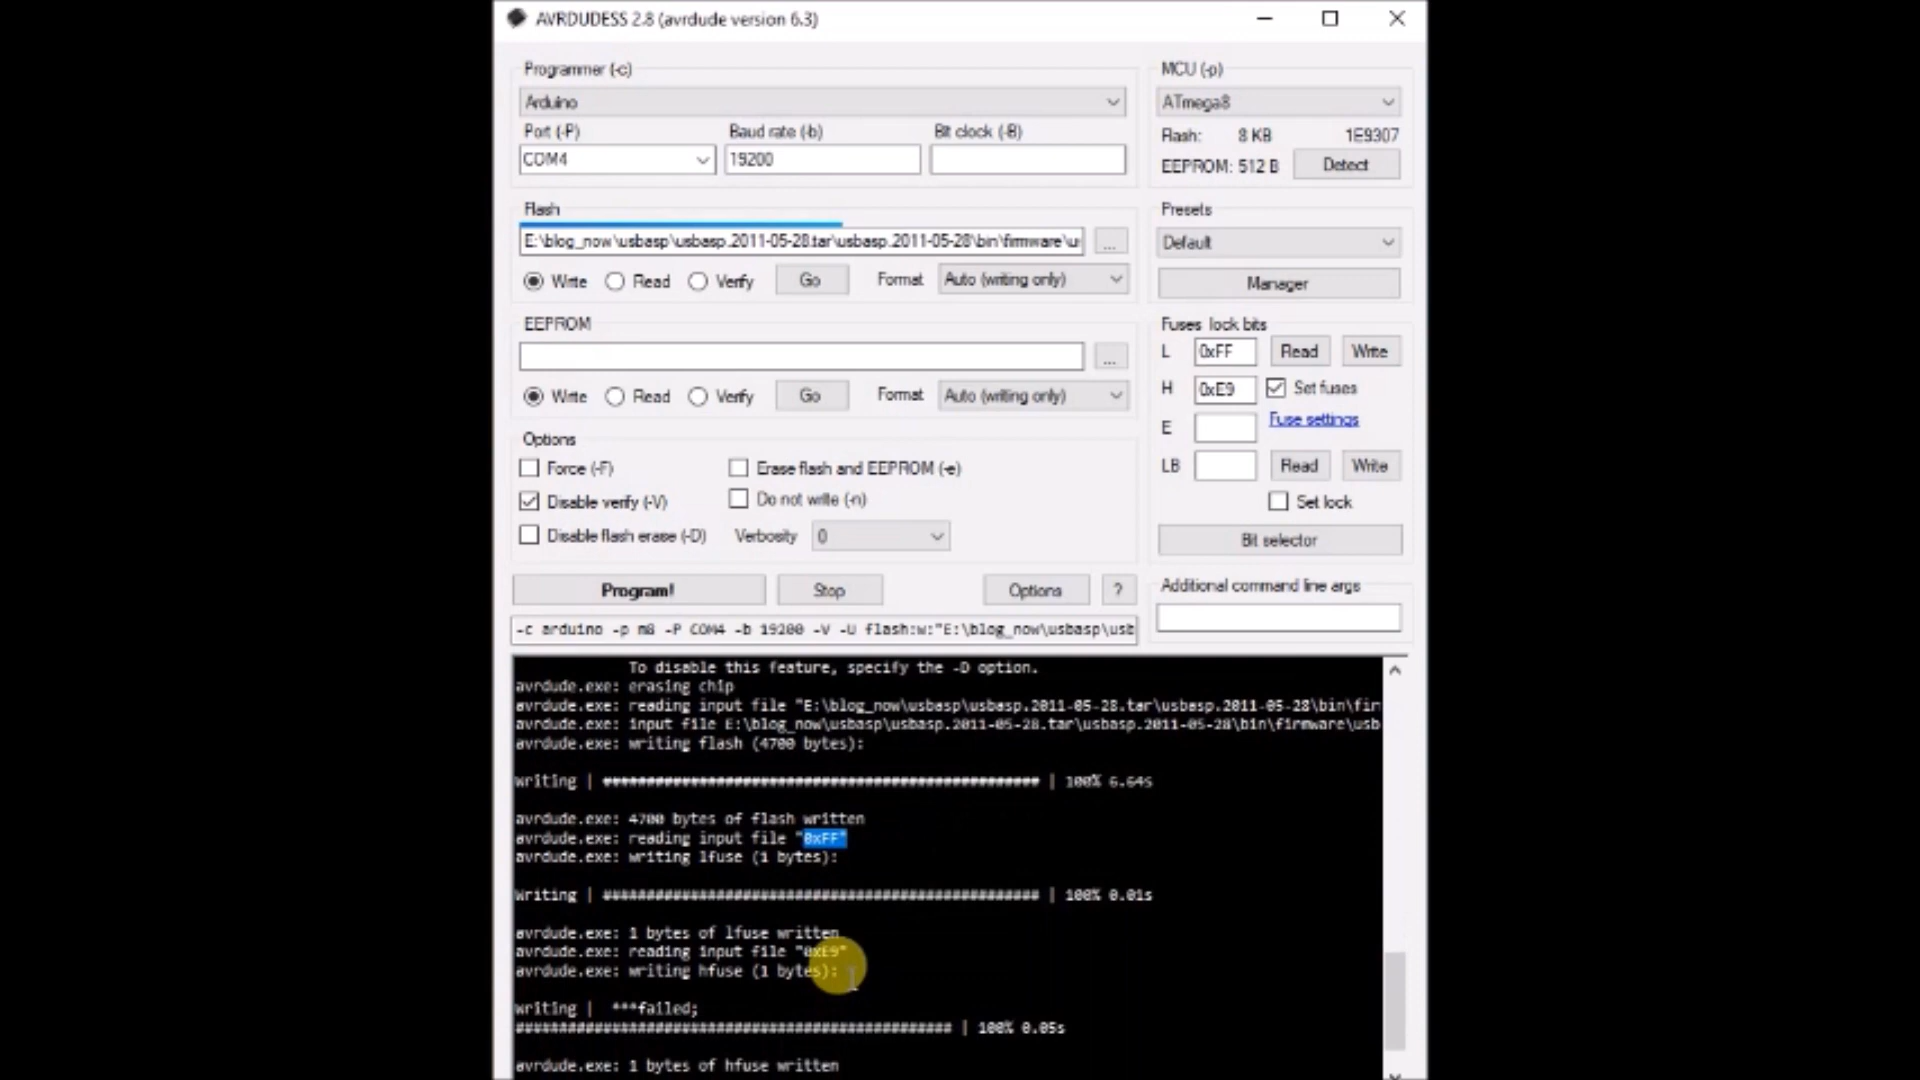 AVRDUDESS 2.8 (avrdude version 6.3)
Programmer (-c)
Arduino
Port (-P) Baud rate (-b) Bit clock (-B)
COM4 19200
MCU (-p)
ATmega8
Flash: 8 KB 1E9307
EEPROM: 512 B Detect
Flash
E:\blog_now\usbasp\usbasp.2011-05-28.tar\usbasp.2011-05-28\bin\firmware\u ...
Write Read Verify Go Format Auto (writing only)
Presets
Default
Manager
EEPROM
...
Write Read Verify Go Format Auto (writing only)
Fuses lock bits
L 0xFF Read Write
H 0xE9 Set fuses
E Fuse settings
LB Read Write
Set lock
Bit selector
Options
Force (-F) Erase flash and EEPROM (-e)
Disable verify (-V) Do not write (-n)
Disable flash erase (-D) Verbosity 0
Program! Stop Options ?
Additional command line args
-c arduino -p m8 -P COM4 -b 19200 -V -U flash:w:"E:\blog_now\usbasp\usb
To disable this feature, specify the -D option.
avrdude.exe: erasing chip
avrdude.exe: reading input file "E:\blog_now\usbasp\usbasp.2011-05-28.tar\usbasp.2011-05-28\bin\fir
avrdude.exe: input file E:\blog_now\usbasp\usbasp.2011-05-28.tar\usbasp.2011-05-28\bin\firmware\usb
avrdude.exe: writing flash (4700 bytes):
Writing | ################################################## | 100% 6.64s
avrdude.exe: 4700 bytes of flash written
avrdude.exe: reading input file "0xFF"
avrdude.exe: writing lfuse (1 bytes):
Writing | ################################################## | 100% 0.01s
avrdude.exe: 1 bytes of lfuse written
avrdude.exe: reading input file "0xE9"
avrdude.exe: writing hfuse (1 bytes):
Writing | ***failed;
################################################## | 100% 0.05s
avrdude.exe: 1 bytes of hfuse written